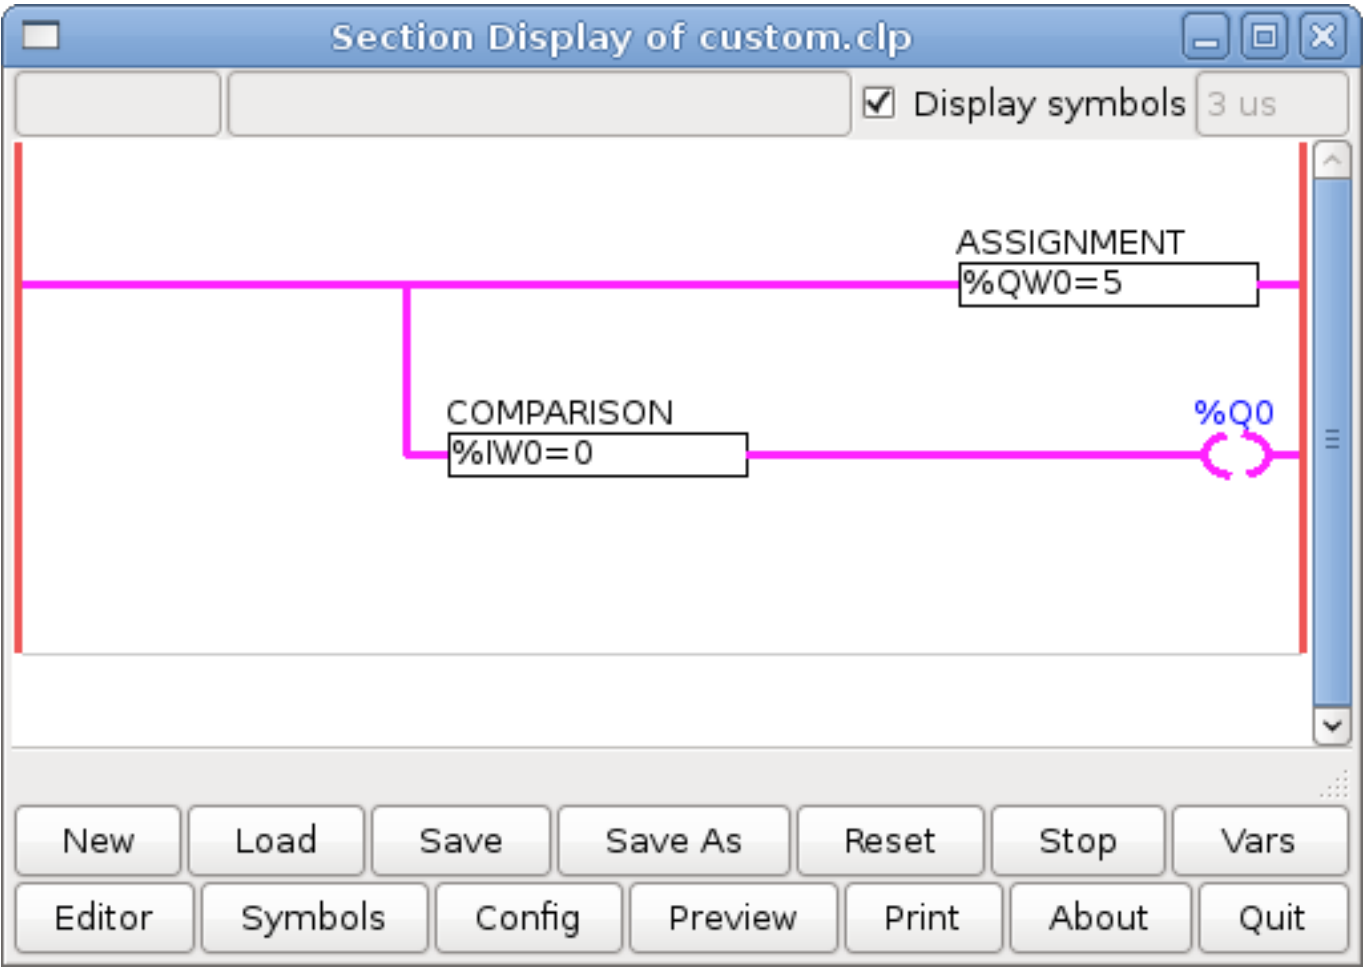 Section Display of custom.clp
Display symbols 3 us
ASSIGNMENT
%QW0=5
COMPARISON %Q0
%IW0=0
New Load Save Save As Reset Stop Vars
Editor Symbols Config Preview Print About Quit